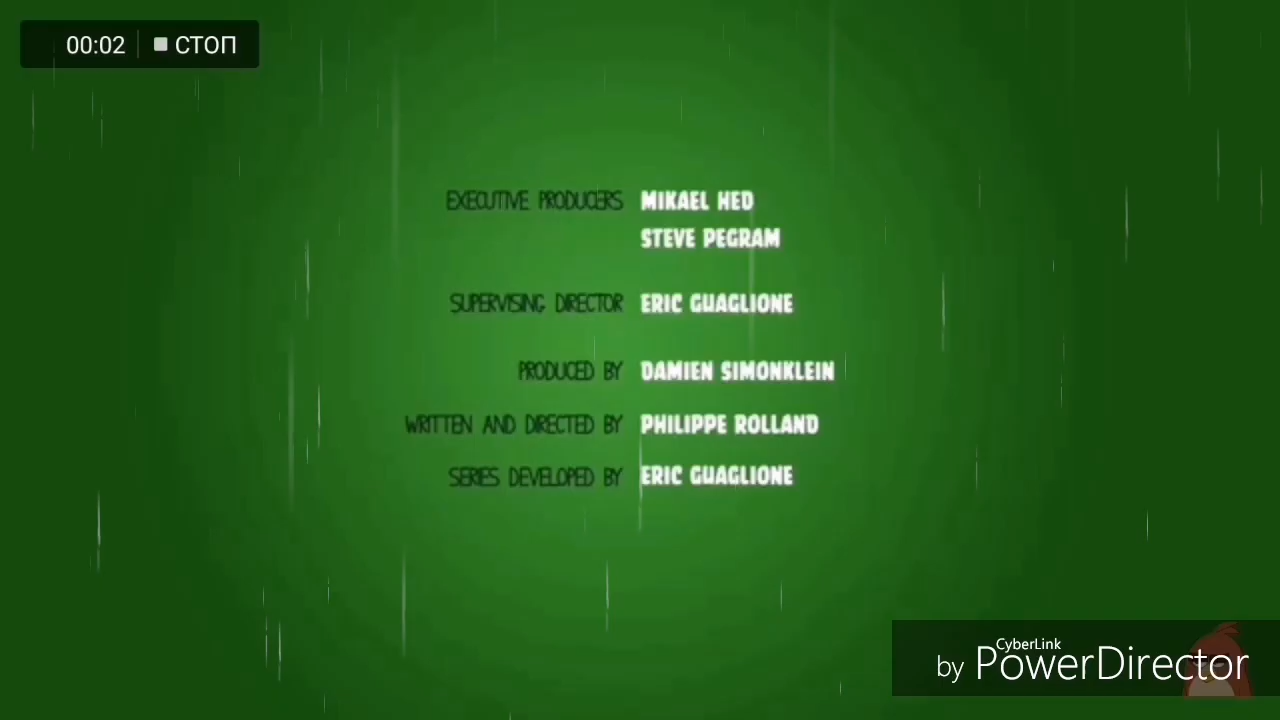 00:02 СТОП
EXECUTIVE PRODUCERS MIKAEL HED
STEVE PEGRAM
SUPERVISING DIRECTOR ERIC GUAGLIONE
PRODUCED BY DAMIEN SIMONKLEIN
WRITTEN AND DIRECTED BY PHILIPPE ROLLAND
SERIES DEVELOPED BY ERIC GUAGLIONE
CyberLink
by PowerDirector